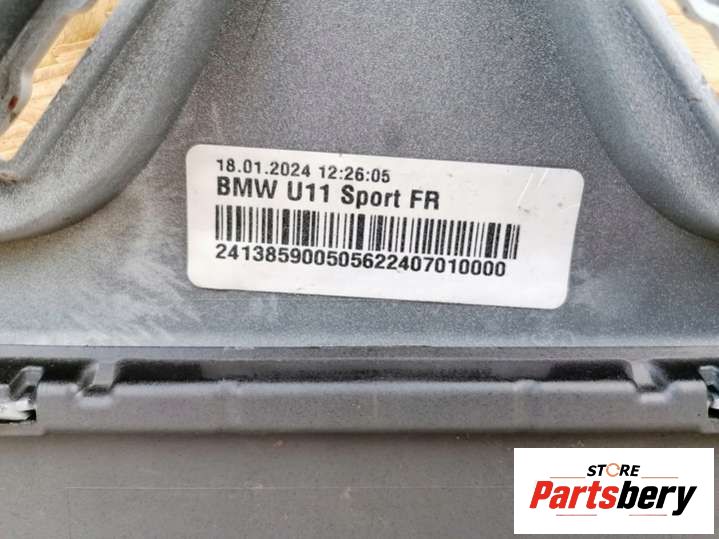 18.01.2024 12:26:05
BMW U11 Sport FR
241385900505622407010000
STORE
Partsbery